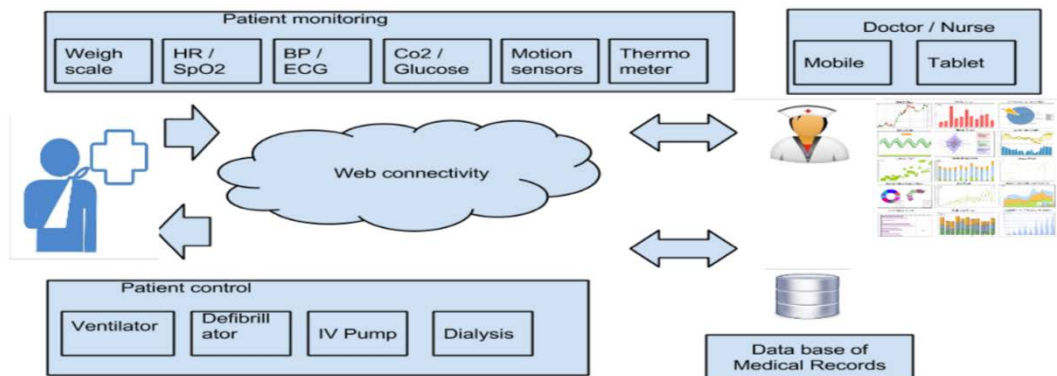 Patient monitoring
Weigh
scale
HR /
SpO2
BP /
ECG
Co2 /
Glucose
Motion
sensors
Thermo
meter
Doctor / Nurse
Mobile
Tablet
Web connectivity
Patient control
Ventilator
Defibrill
ator
IV Pump
Dialysis
Data base of
Medical Records